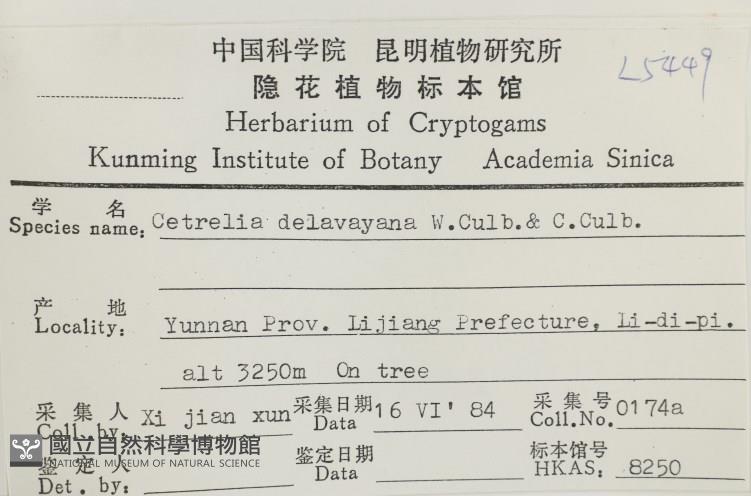 中国科学院 昆明植物研究所
L5449
隐花植物标本馆
Herbarium of Cryptogams
Kunming Institute of Botany Academia Sinica
学 名
Species name: Cetrelia delavayana W.Culb.& C.Culb.
产 地
Locality: Yunnan Prov. Lijiang Prefecture, Li-di-pi.
alt 3250m On tree
采集人 Xi jian xun 采集日期 16 VI' 84 采集号 0174a
Coll. by: Data Coll.No.
國立自然科學博物館
NATIONAL MUSEUM OF NATURAL SCIENCE
鉴定人 鉴定日期 标本馆号
Det. by: Data HKAS: 8250